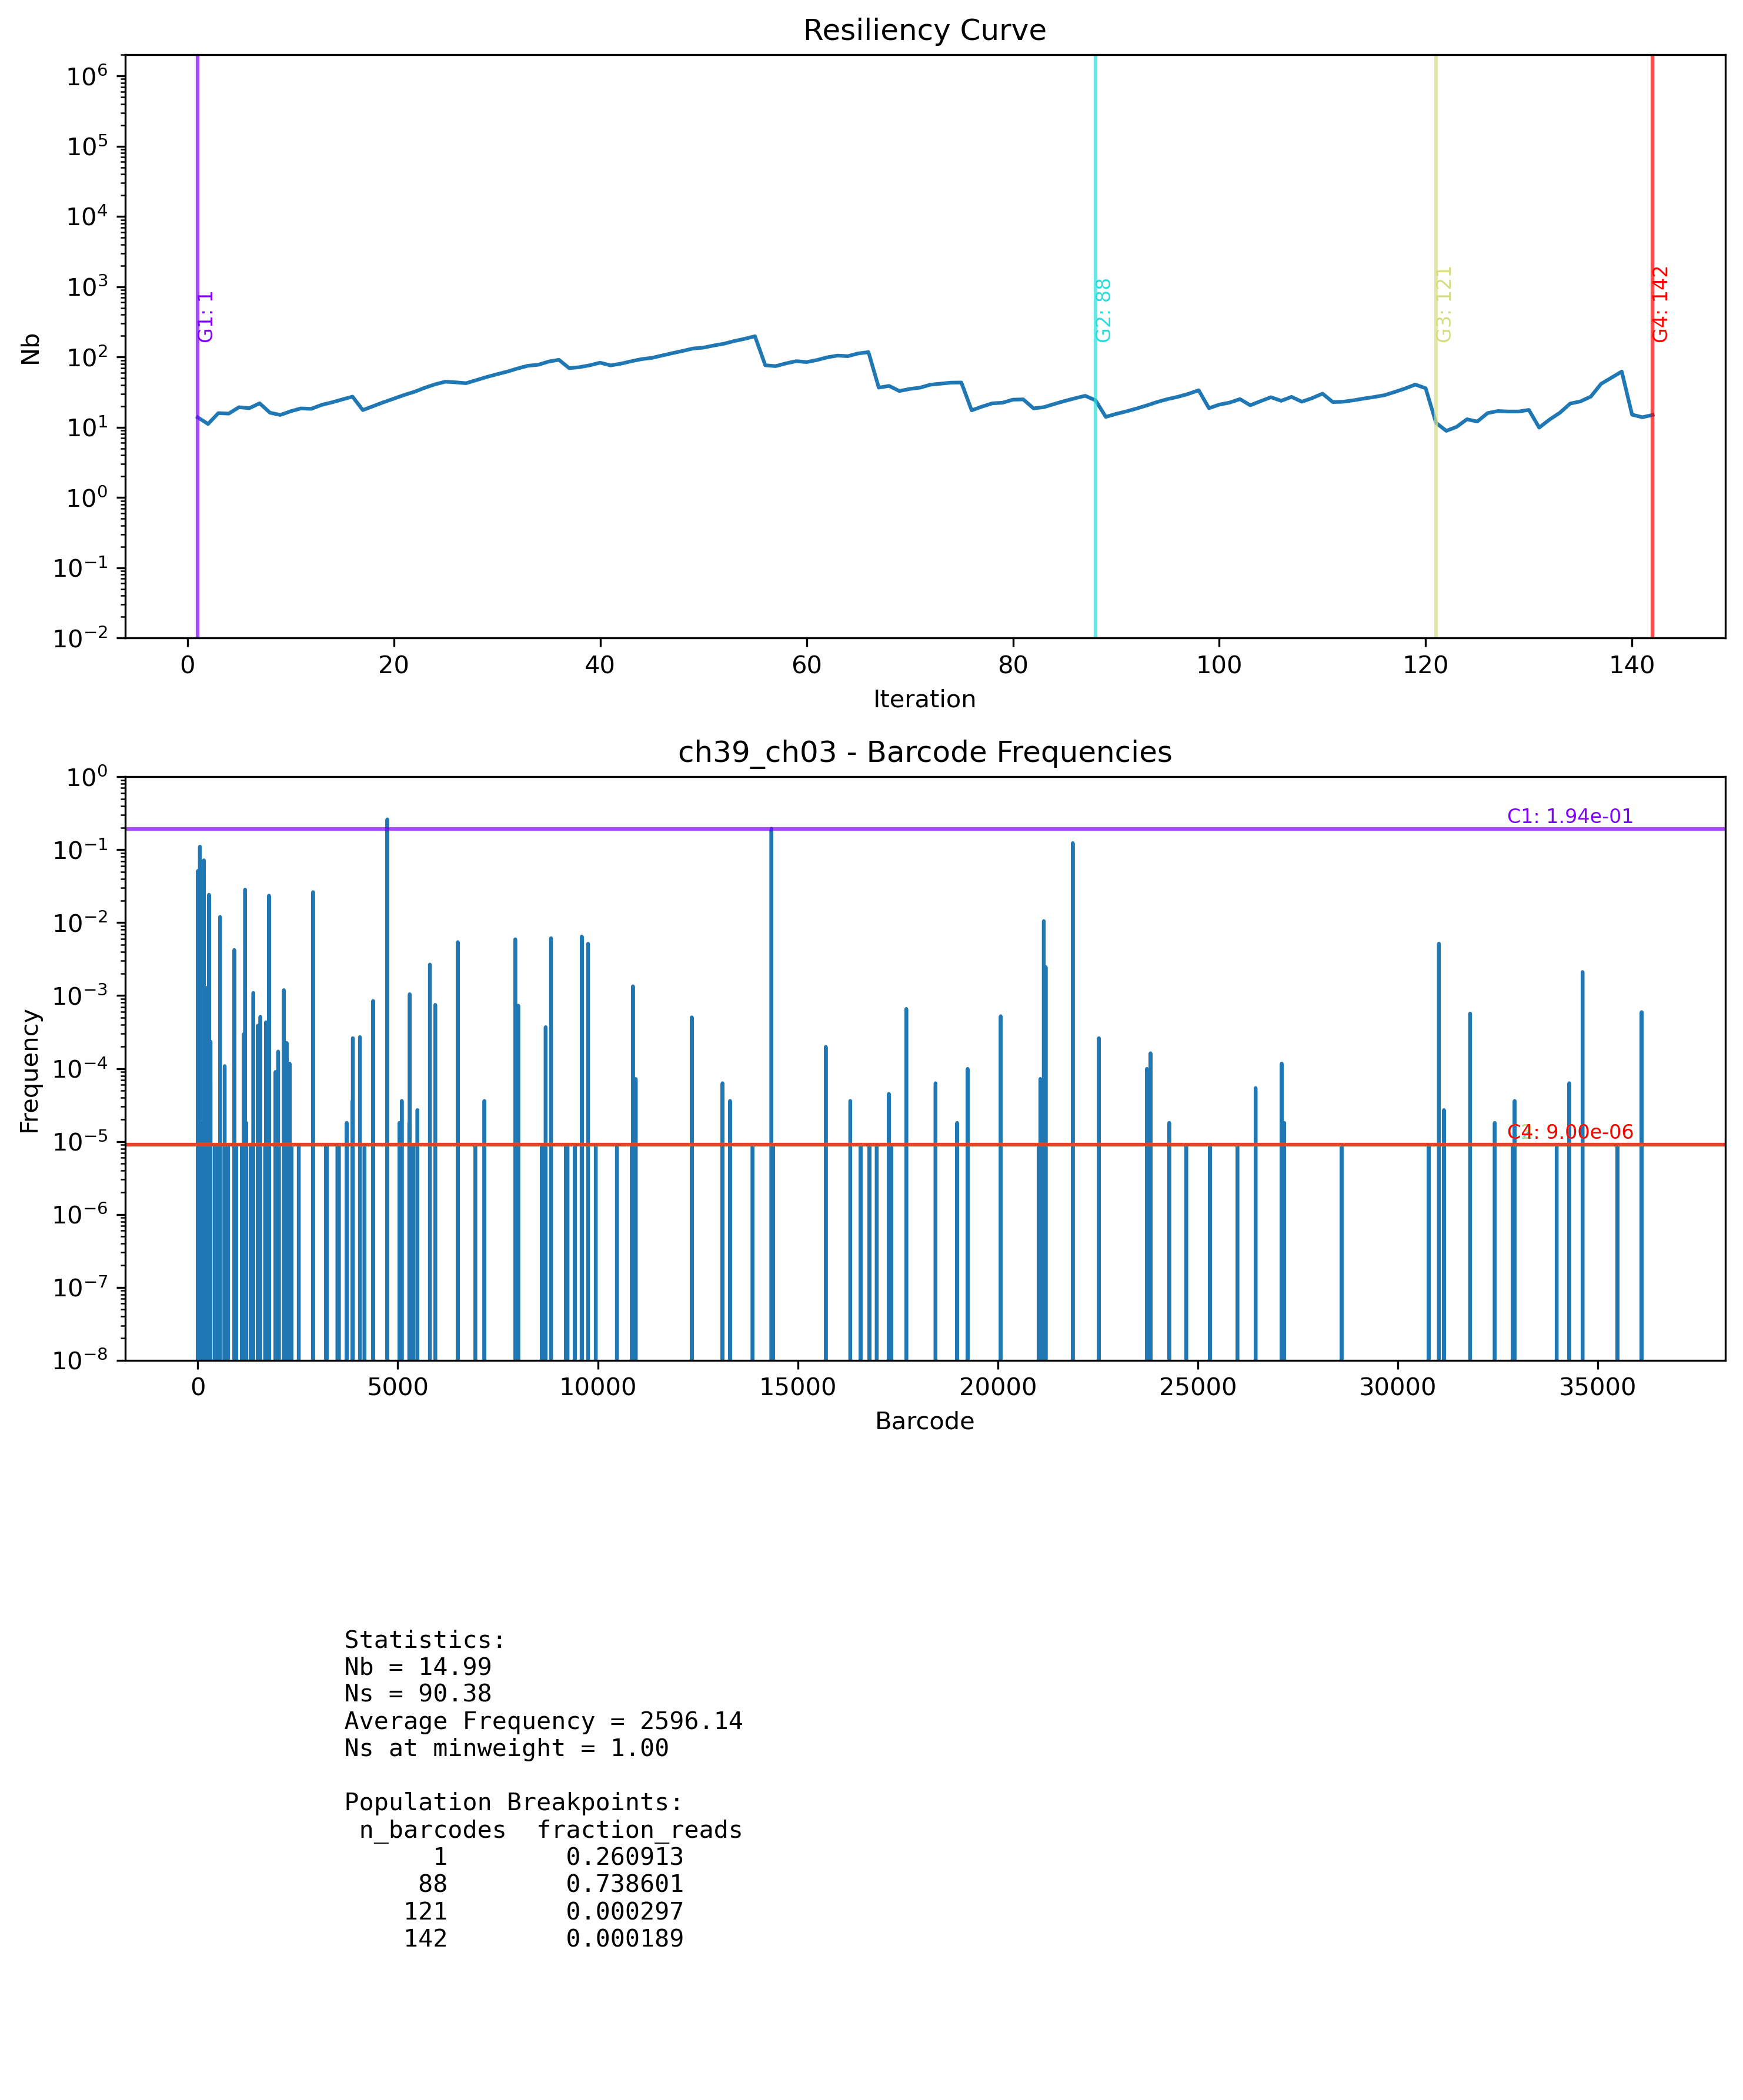 Resiliency Curve
10^6
10^5
10^4
10^3
10^2
10^1
10^0
10^−1
10^−2
Nb
G1: 1
G2: 88
G3: 121
G4: 142
0 20 40 60 80 100 120 140
Iteration
ch39_ch03 - Barcode Frequencies
10^0
10^−1
10^−2
10^−3
10^−4
10^−5
10^−6
10^−7
10^−8
Frequency
C1: 1.94e-01
C4: 9.00e-06
0 5000 10000 15000 20000 25000 30000 35000
Barcode
Statistics:
Nb = 14.99
Ns = 90.38
Average Frequency = 2596.14
Ns at minweight = 1.00
Population Breakpoints:
n_barcodes fraction_reads
1 0.260913
88 0.738601
121 0.000297
142 0.000189